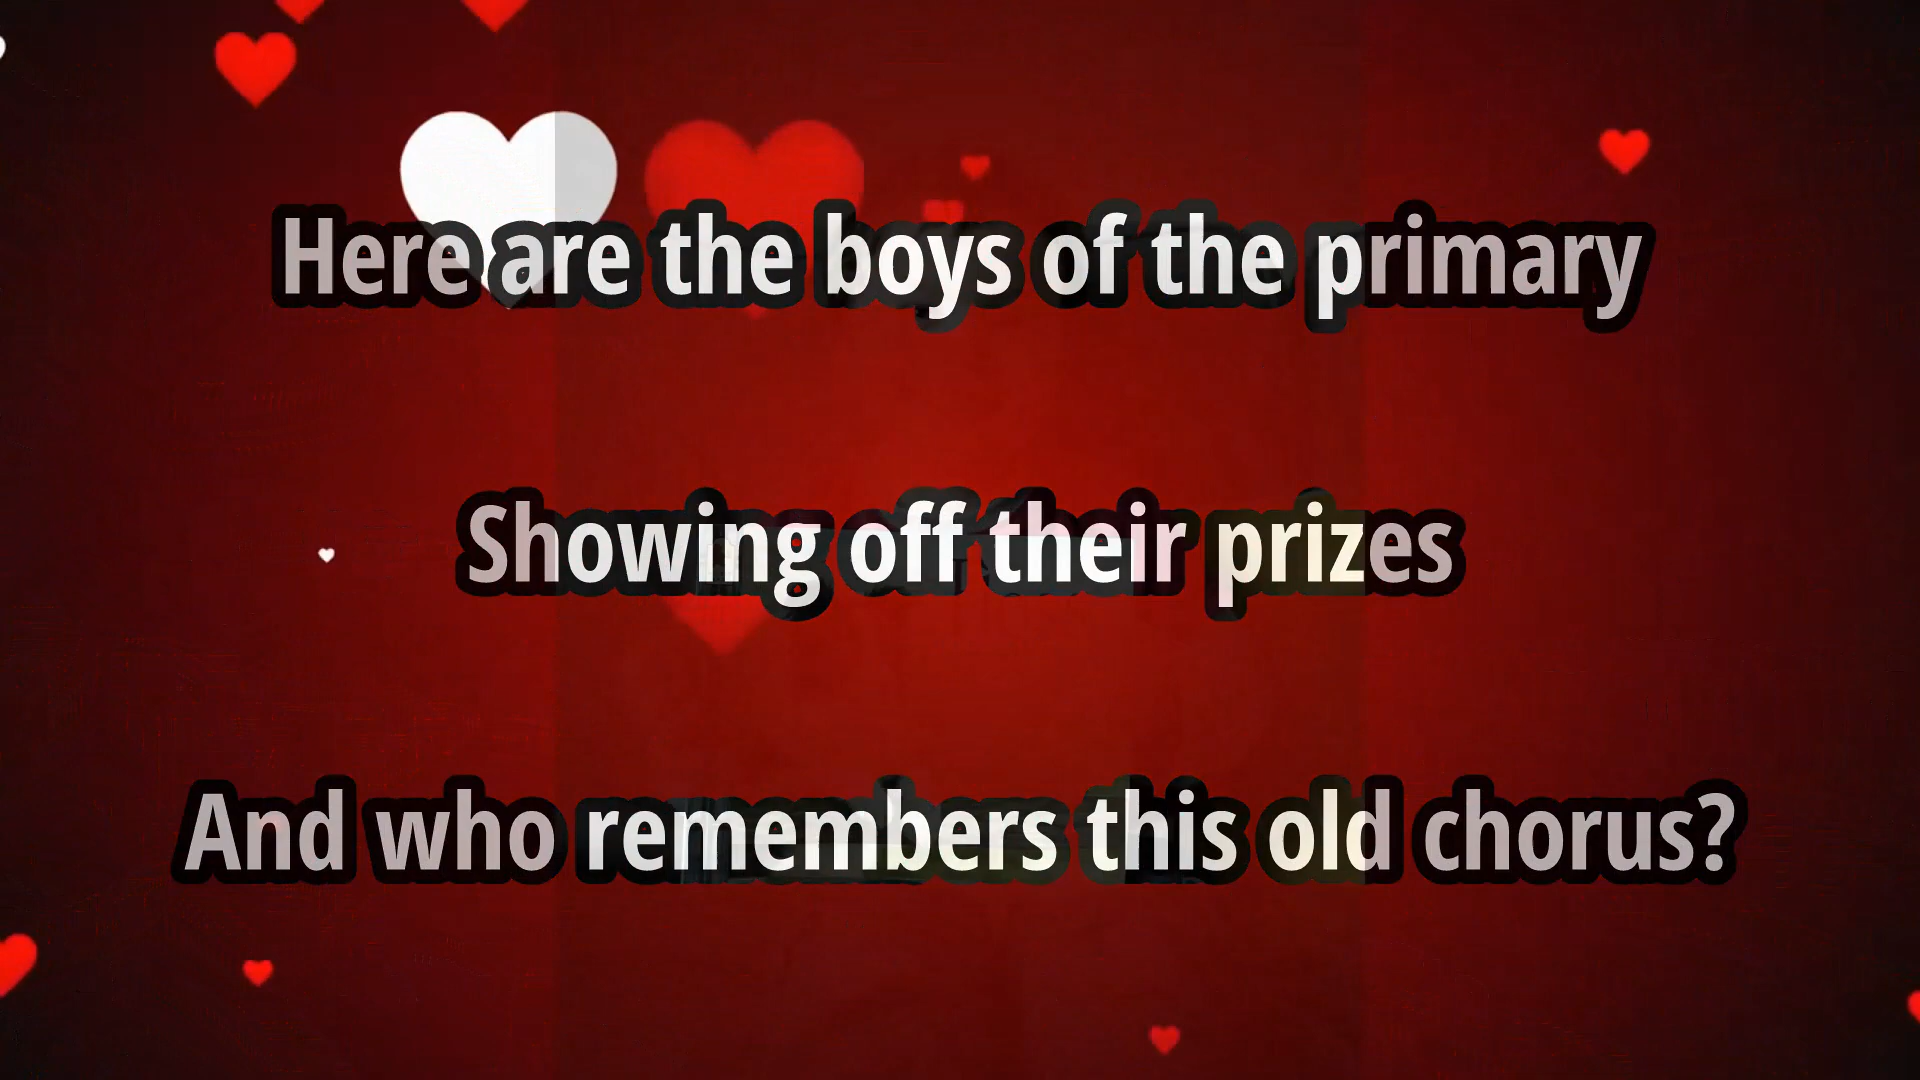 Here are the boys of the primary
Showing off their prizes
And who remembers this old chorus?